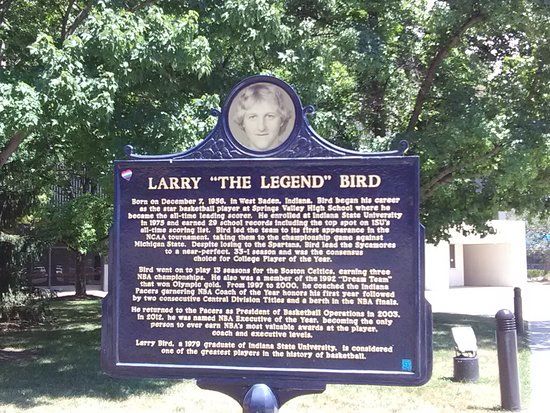 LARRY "THE LEGEND" BIRD
Born on December 7, 1956, in West Baden, Indiana, Bird began his career
as the star basketball player at Springs Valley High School where he
became the all-time leading scorer. He enrolled at Indiana State University
in 1975 and earned 29 school records including the top spot on ISU's
all-time scoring list. Bird led the team to its first appearance in the
NCAA tournament, taking them to the championship game against
Michigan State. Despite losing to the Spartans, Bird lead the Sycamores
to a near-perfect, 33-1 season and was the consensus
choice for College Player of the Year.
Bird went on to play 13 seasons for the Boston Celtics, earning three
NBA championships. He also was a member of the 1992 "Dream Team"
that won Olympic gold. From 1997 to 2000, he coached the Indiana
Pacers garnering NBA Coach of the Year honors his first year followed
by two consecutive Central Division Titles and a berth in the NBA finals.
He returned to the Pacers as President of Basketball Operations in 2003.
In 2012, he was named NBA Executive of the Year, becoming the only
person to ever earn NBA's most valuable awards at the player,
coach and executive levels.
Larry Bird, a 1979 graduate of Indiana State University, is considered
one of the greatest players in the history of basketball.